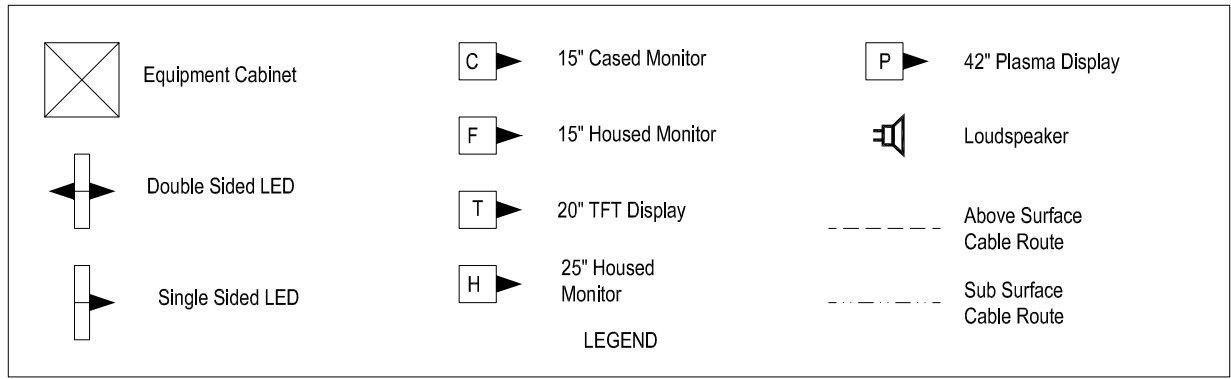 Equipment Cabinet
Double Sided LED
Single Sided LED
C
15" Cased Monitor
F
15" Housed Monitor
T
20" TFT Display
H
25" Housed
Monitor
LEGEND
P
42" Plasma Display
Loudspeaker
Above Surface
Cable Route
Sub Surface
Cable Route